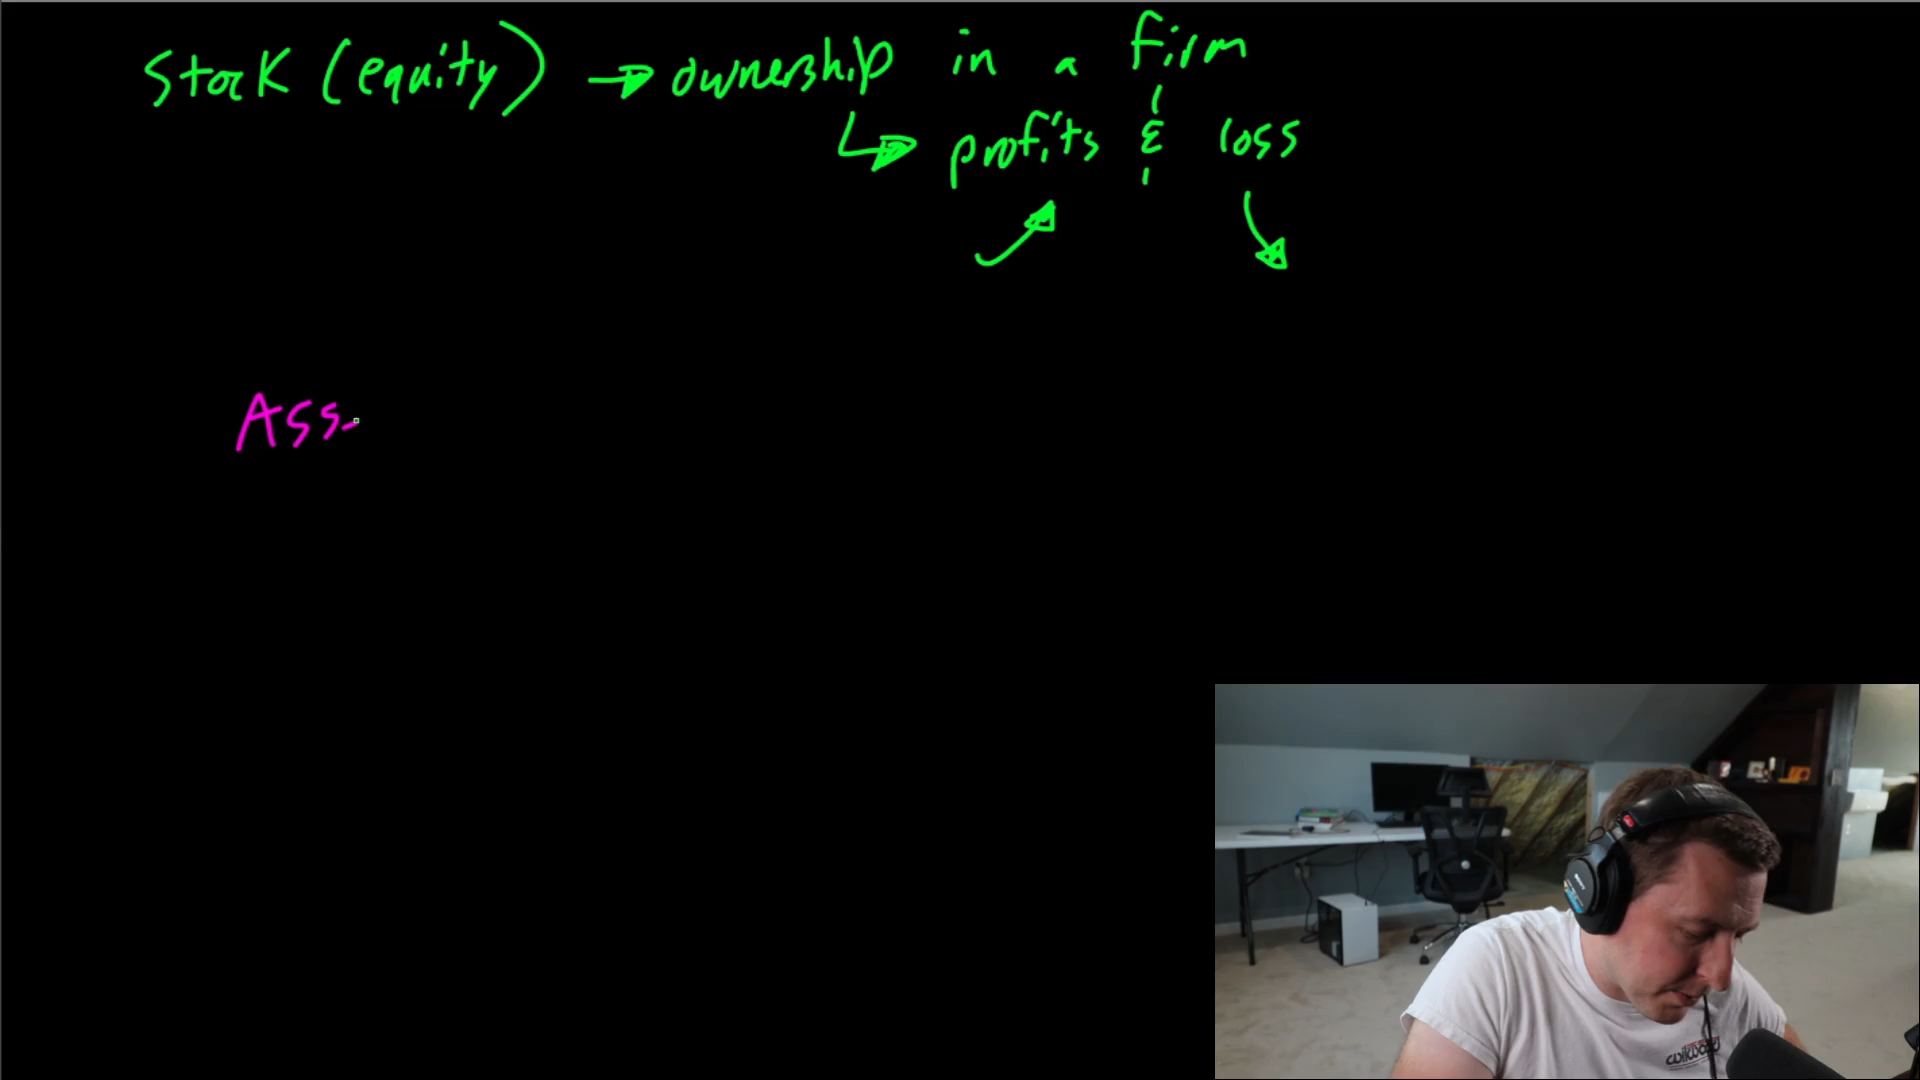 Stock (equity) → ownership in a firm
↳ profits & loss
Ass